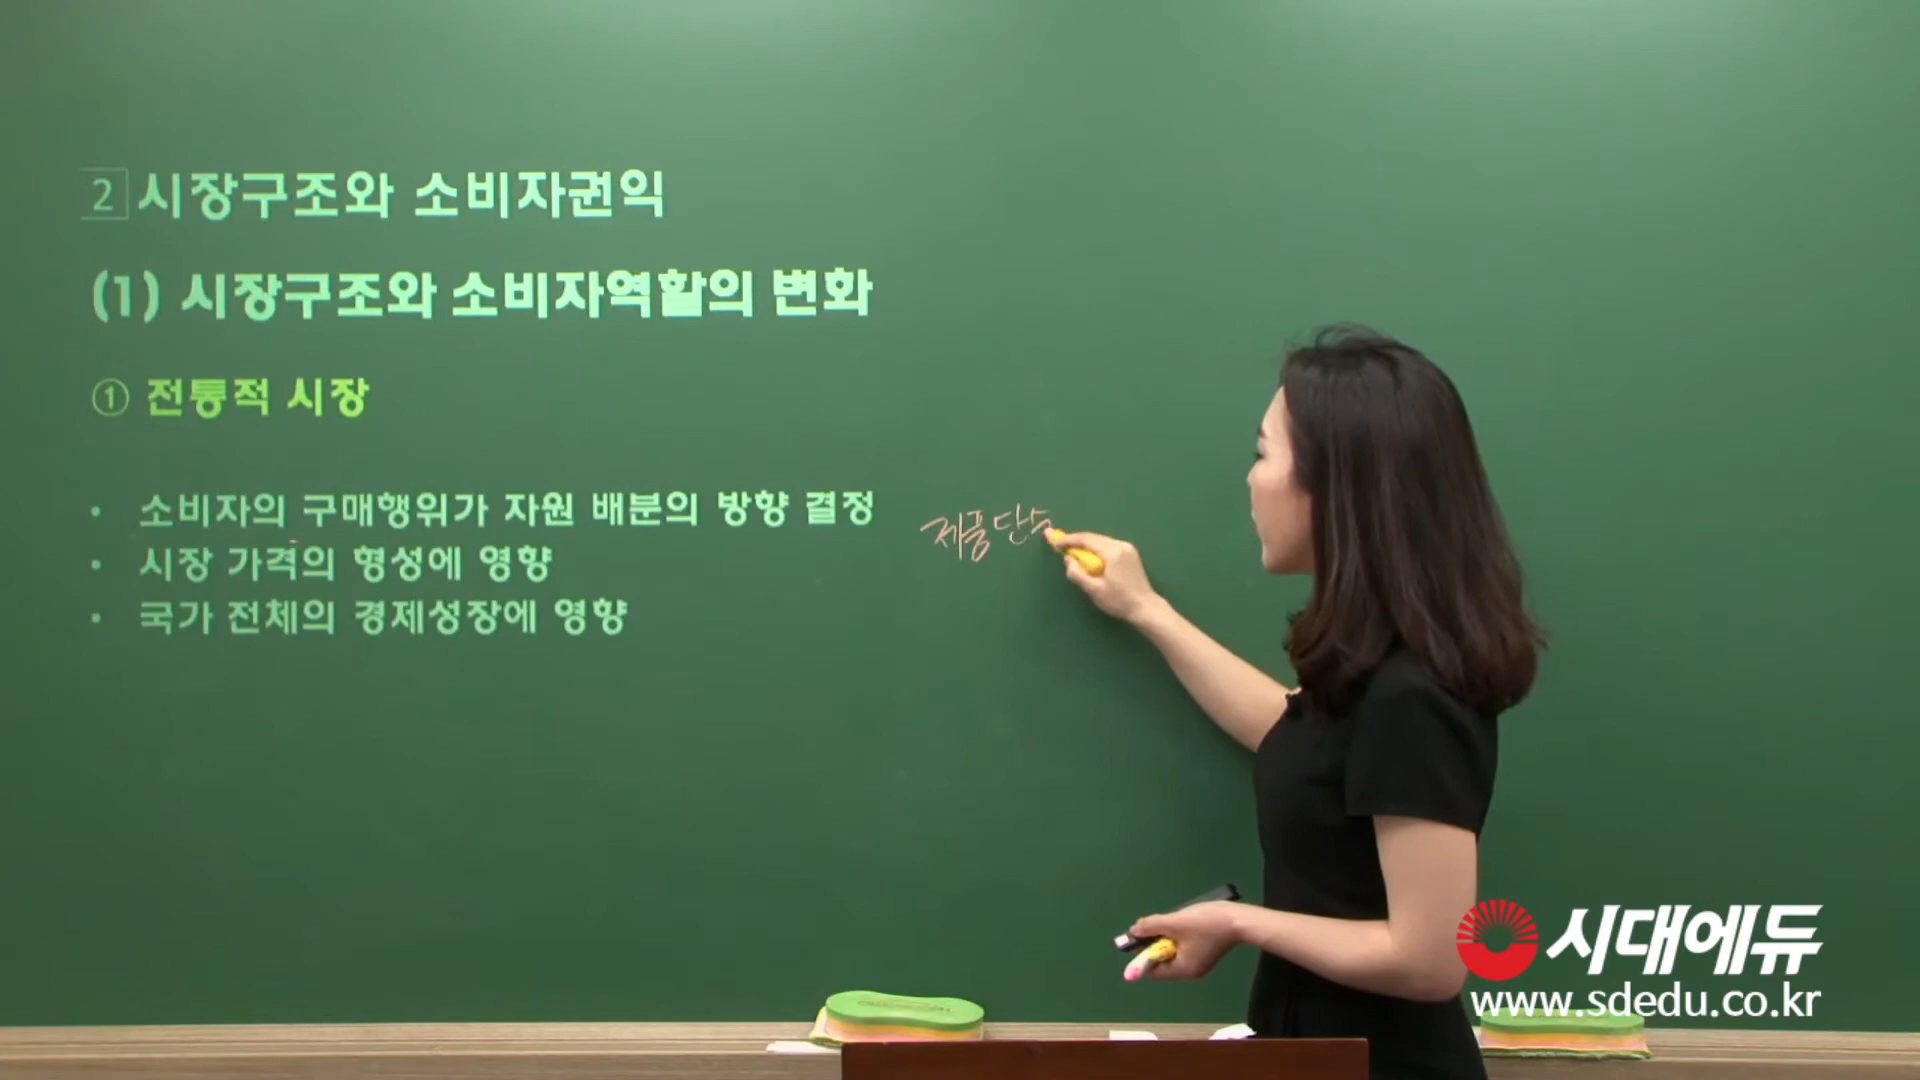 2 시장구조와 소비자권익
(1) 시장구조와 소비자역할의 변화
① 전통적 시장
• 소비자의 구매행위가 자원 배분의 방향 결정
제품단수
• 시장 가격의 형성에 영향
• 국가 전체의 경제성장에 영향
시대에듀
www.sdedu.co.kr